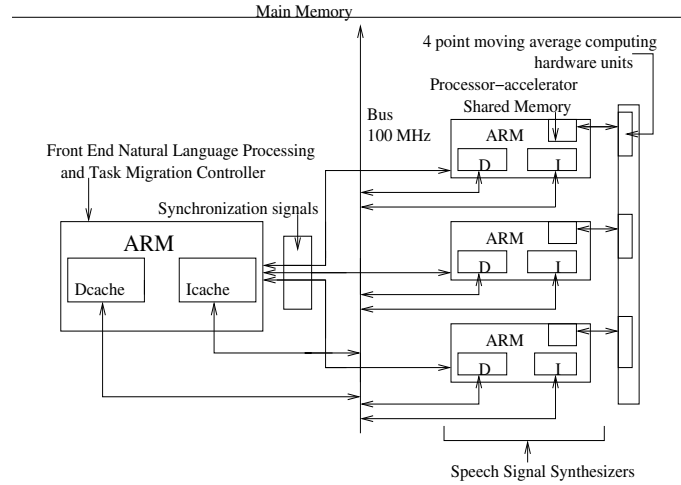 Main Memory
4 point moving average computing
hardware units
Processor-accelerator
Shared Memory
Bus
100 MHz
ARM
D
I
Front End Natural Language Processing
and Task Migration Controller
Synchronization signals
ARM
Dcache
Icache
ARM
D
I
ARM
D
I
Speech Signal Synthesizers